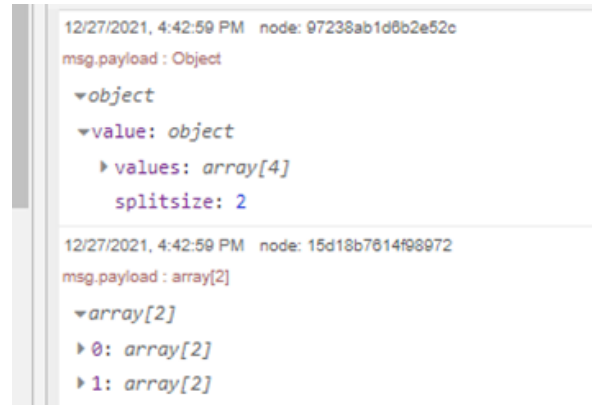 12/27/2021, 4:42:59 PM node: 97238ab1d6b2e52c
msg.payload : Object
object
value: object
values: array[4]
splitsize: 2
12/27/2021, 4:42:59 PM node: 15d18b7614f98972
msg.payload : array[2]
array[2]
0: array[2]
1: array[2]